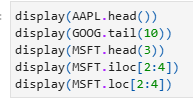 display(AAPL.head())
display(GOOG.tail(10))
display(MSFT.head(3))
display(MSFT.iloc[2:4])
display(MSFT.loc[2:4])